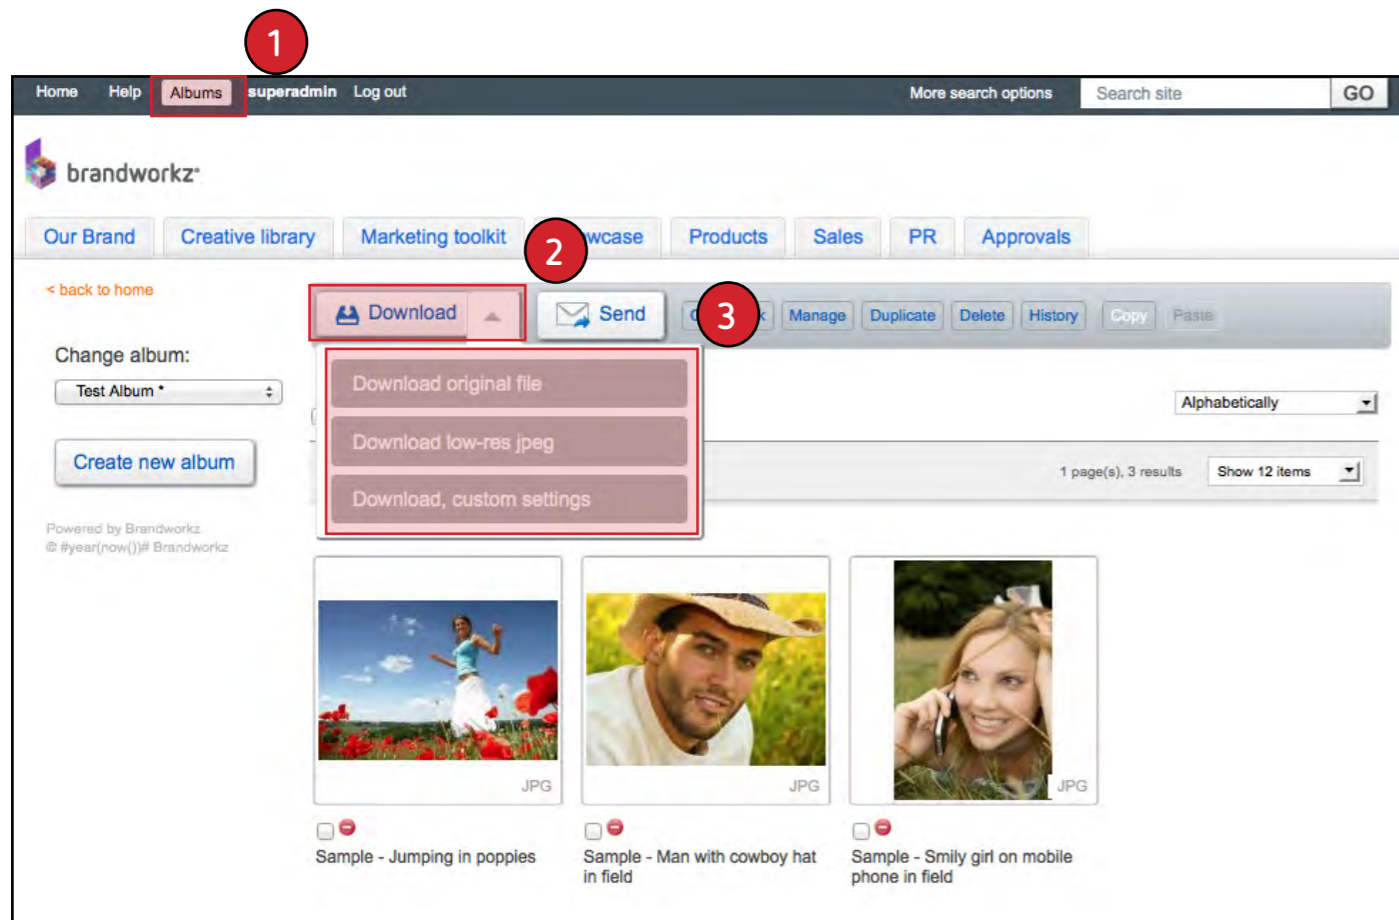 1
Home Help Albums superadmin Log out More search options Search site GO
brandworkz
Our Brand Creative library Marketing toolkit 2 wcase Products Sales PR Approvals
< back to home
Download Send 3 Manage Duplicate Delete History Copy Paste
Change album:
Test Album *
Download original file
Alphabetically
Download low-res jpeg
Create new album
1 page(s), 3 results Show 12 items
Download, custom settings
Powered by Brandworkz
© #year(now())# Brandworkz
JPG JPG JPG
Sample - Jumping in poppies
Sample - Man with cowboy hat
in field
Sample - Smily girl on mobile
phone in field